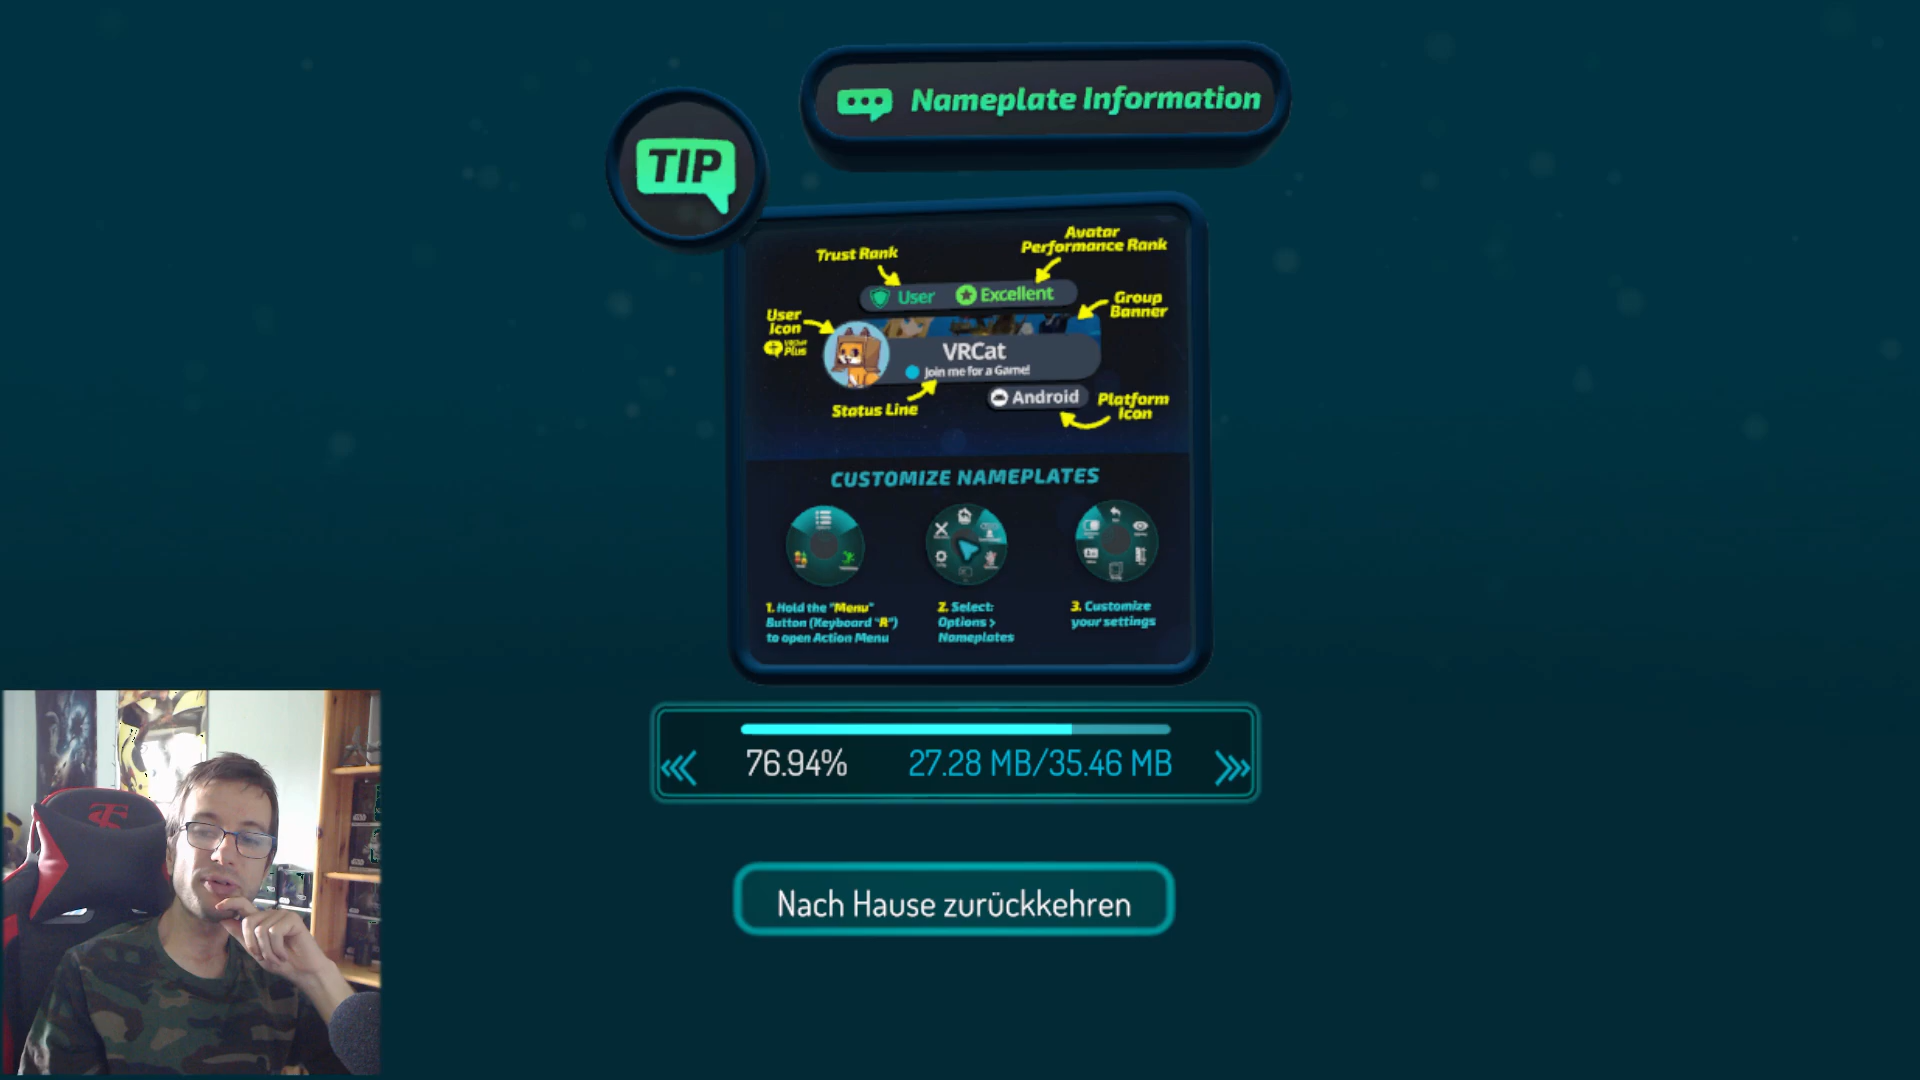 Nameplate Information
TIP
Avatar
Performance Rank
Trust Rank
User
Excellent
Group
Banner
User
Icon
Plus
VRCat
Join me for a Game!
Android
Platform
Icon
Status Line
CUSTOMIZE NAMEPLATES
1. Hold the "Menu"
Button (Keyboard "R")
to open Action Menu
2. Select:
Options >
Nameplates
3. Customize
your settings
76.94%
27.28 MB/35.46 MB
Nach Hause zurückkehren